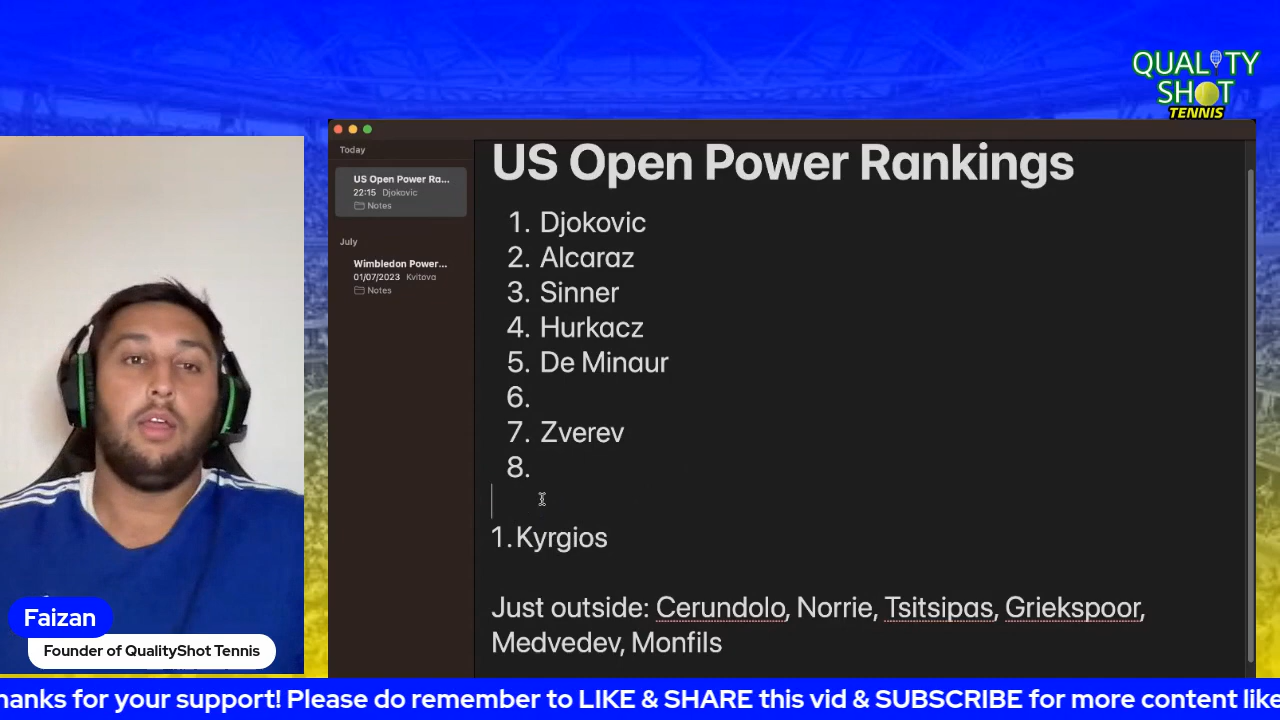 QUALITY
SHOT
TENNIS
Today
US Open Power Ra...
22:15 Djokovic
Notes
July
Wimbledon Power...
01/07/2023 Kvitova
Notes
US Open Power Rankings
1. Djokovic
2. Alcaraz
3. Sinner
4. Hurkacz
5. De Minaur
6.
7. Zverev
8.
1. Kyrgios
Just outside: Cerundolo, Norrie, Tsitsipas, Griekspoor,
Medvedev, Monfils
Faizan
Founder of QualityShot Tennis
hanks for your support! Please do remember to LIKE & SHARE this vid & SUBSCRIBE for more content like